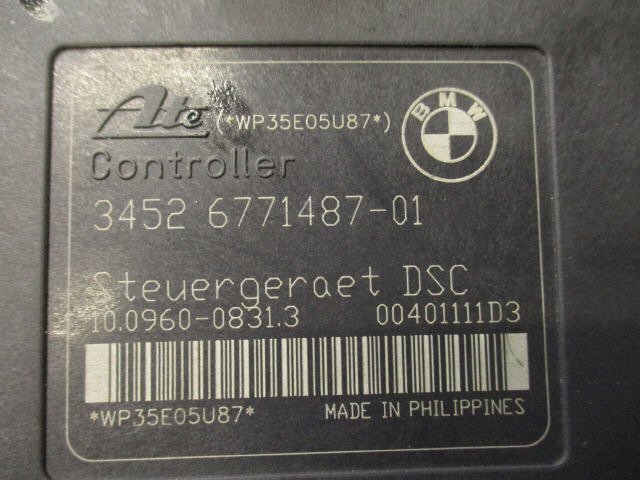 Ate (*WP35E05U87*)
BMW
Controller
3452 6771487-01
Steuergeraet DSC
10.0960-0831.3 00401111D3
*WP35E05U87* MADE IN PHILIPPINES